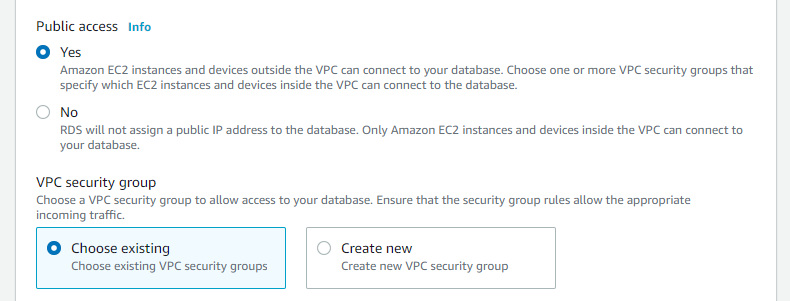 Public access Info
Yes
Amazon EC2 instances and devices outside the VPC can connect to your database. Choose one or more VPC security groups that
specify which EC2 instances and devices inside the VPC can connect to the database.
No
RDS will not assign a public IP address to the database. Only Amazon EC2 instances and devices inside the VPC can connect to
your database.
VPC security group
Choose a VPC security group to allow access to your database. Ensure that the security group rules allow the appropriate
incoming traffic.
Choose existing Create new
Choose existing VPC security groups Create new VPC security group